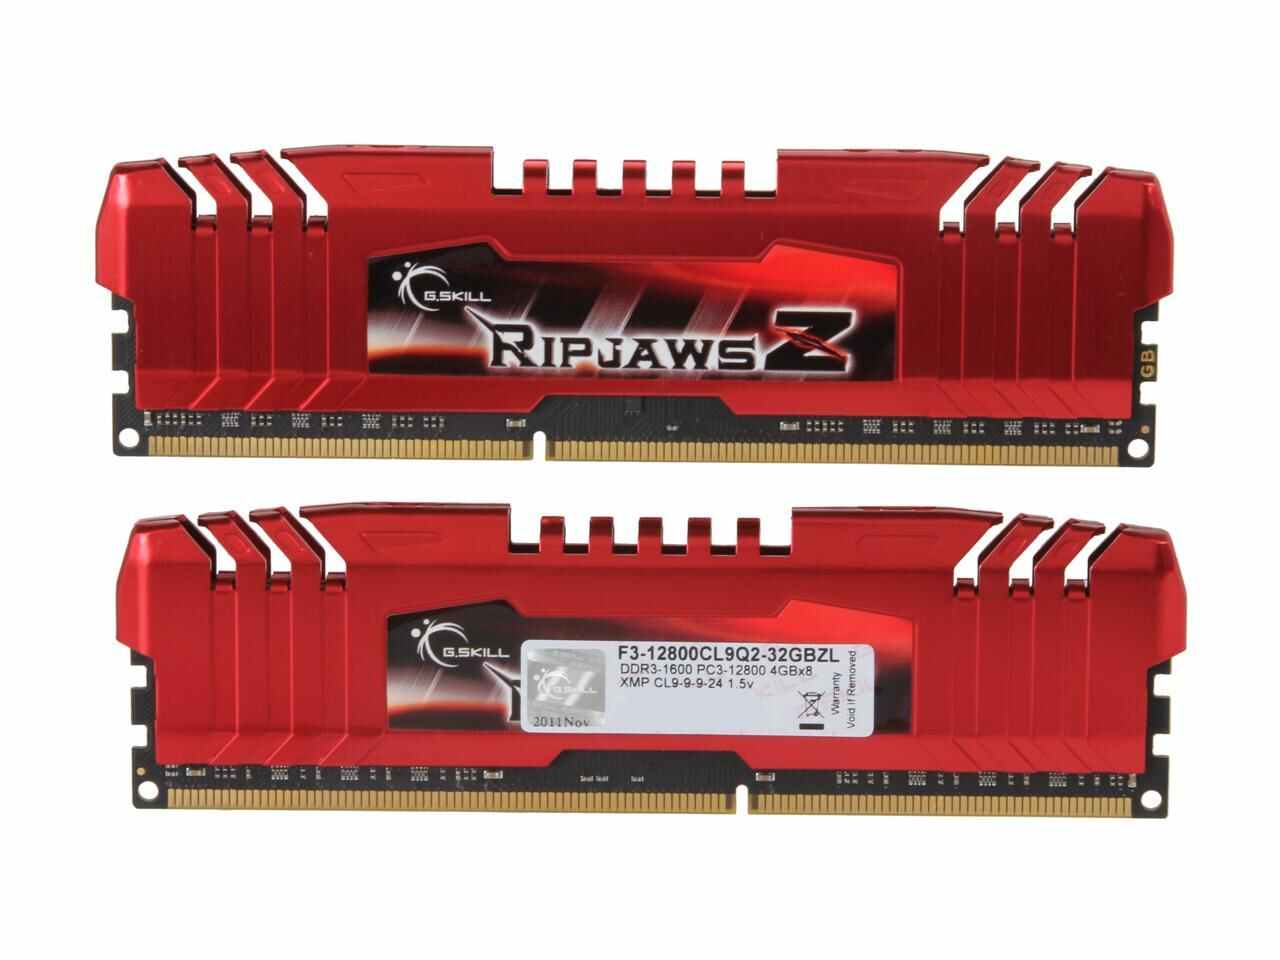 G.SKILL
RIPJAWS Z
GB
G.SKILL
F3-12800CL9Q2-32GBZL
DDR3-1600 PC3-12800 4GBx8
XMP CL9-9-9-24 1.5v
G.SKILL
2011Nov
Warranty
Void If Removed